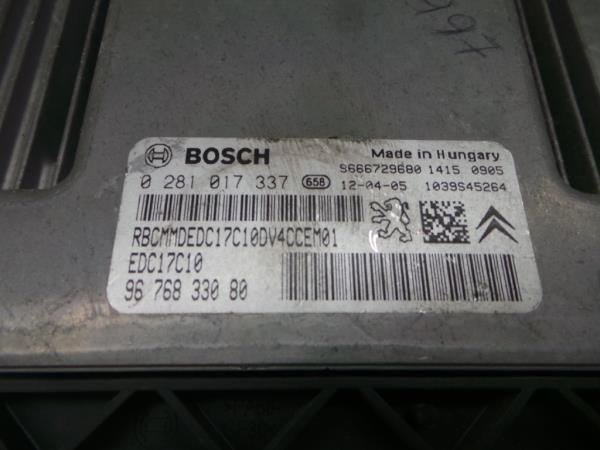 BOSCH
Made in Hungary
S666729680 1415 0905
0 281 017 337 658 12-04-05 1039S45264
RBCMMDEDC17C10DV4CCEM01
EDC17C10
96 768 330 80